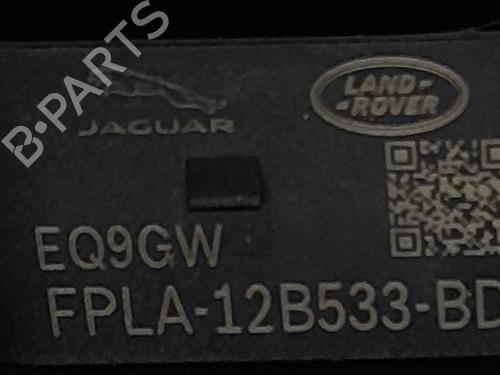 B-PARTS
JAGUAR
LAND-
-ROVER
EQ9GW
FPLA-12B533-BD